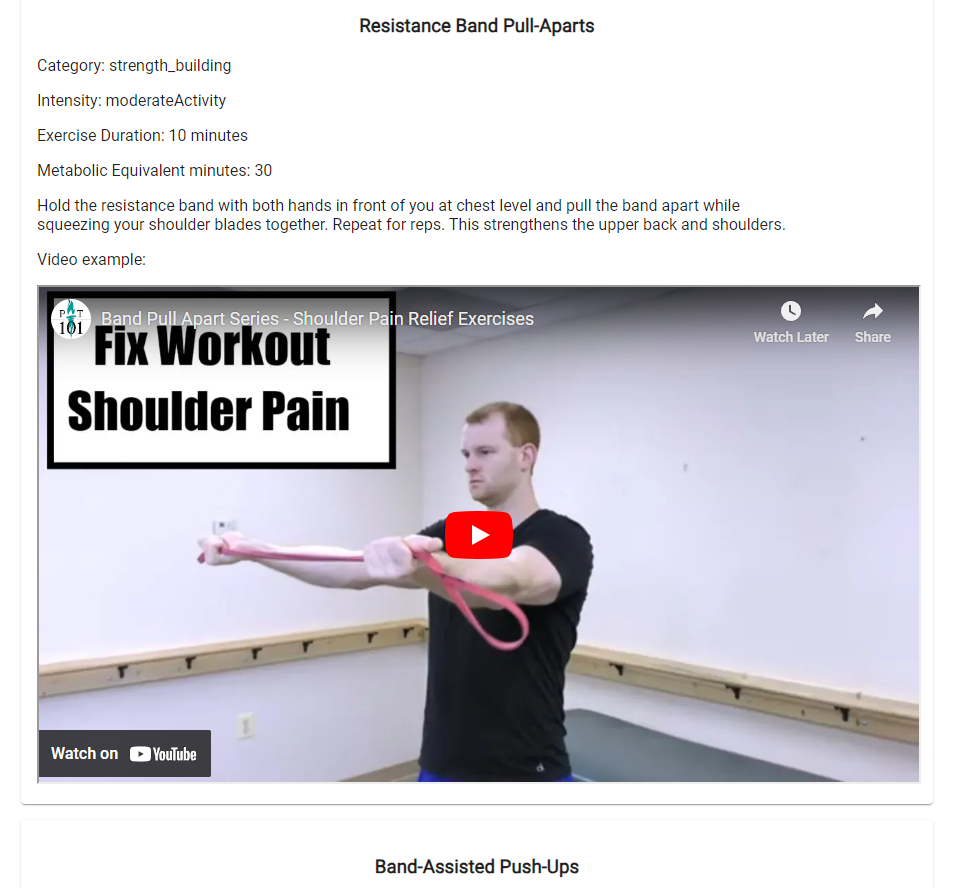 Resistance Band Pull-Aparts
Category: strength_building
Intensity: moderateActivity
Exercise Duration: 10 minutes
Metabolic Equivalent minutes: 30
Hold the resistance band with both hands in front of you at chest level and pull the band apart while
squeezing your shoulder blades together. Repeat for reps. This strengthens the upper back and shoulders.
Video example:
PT
101
Band Pull Apart Series - Shoulder Pain Relief Exercises
Watch Later
Share
Fix Workout
Shoulder Pain
Watch on YouTube
Band-Assisted Push-Ups